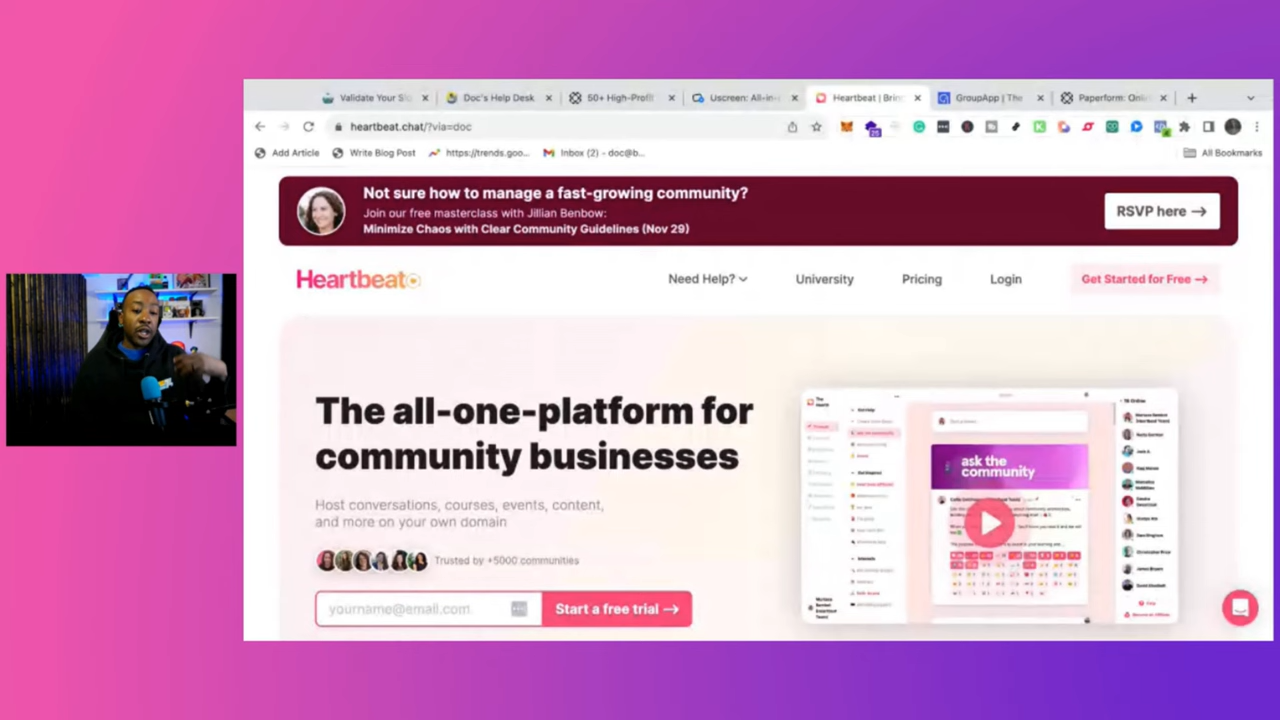 Validate Your
Doc's Help Desk
50+ High-Profi
Uscreen: All-in-
Heartbeat | Brin
GroupApp | The
Paperform: Onli
heartbeat.chat/?via=doc
25
Add Article
Write Blog Post
https://trends.goo...
Inbox (2) - doc@b...
All Bookmarks
Not sure how to manage a fast-growing community?
Join our free masterclass with Jillian Benbow:
Minimize Chaos with Clear Community Guidelines (Nov 29)
RSVP here →
Heartbeat
Need Help?
University
Pricing
Login
Get Started for Free →
The all-one-platform for
community businesses
Host conversations, courses, events, content,
and more on your own domain
Trusted by +5000 communities
yourname@email.com
Start a free trial →
ask the
community